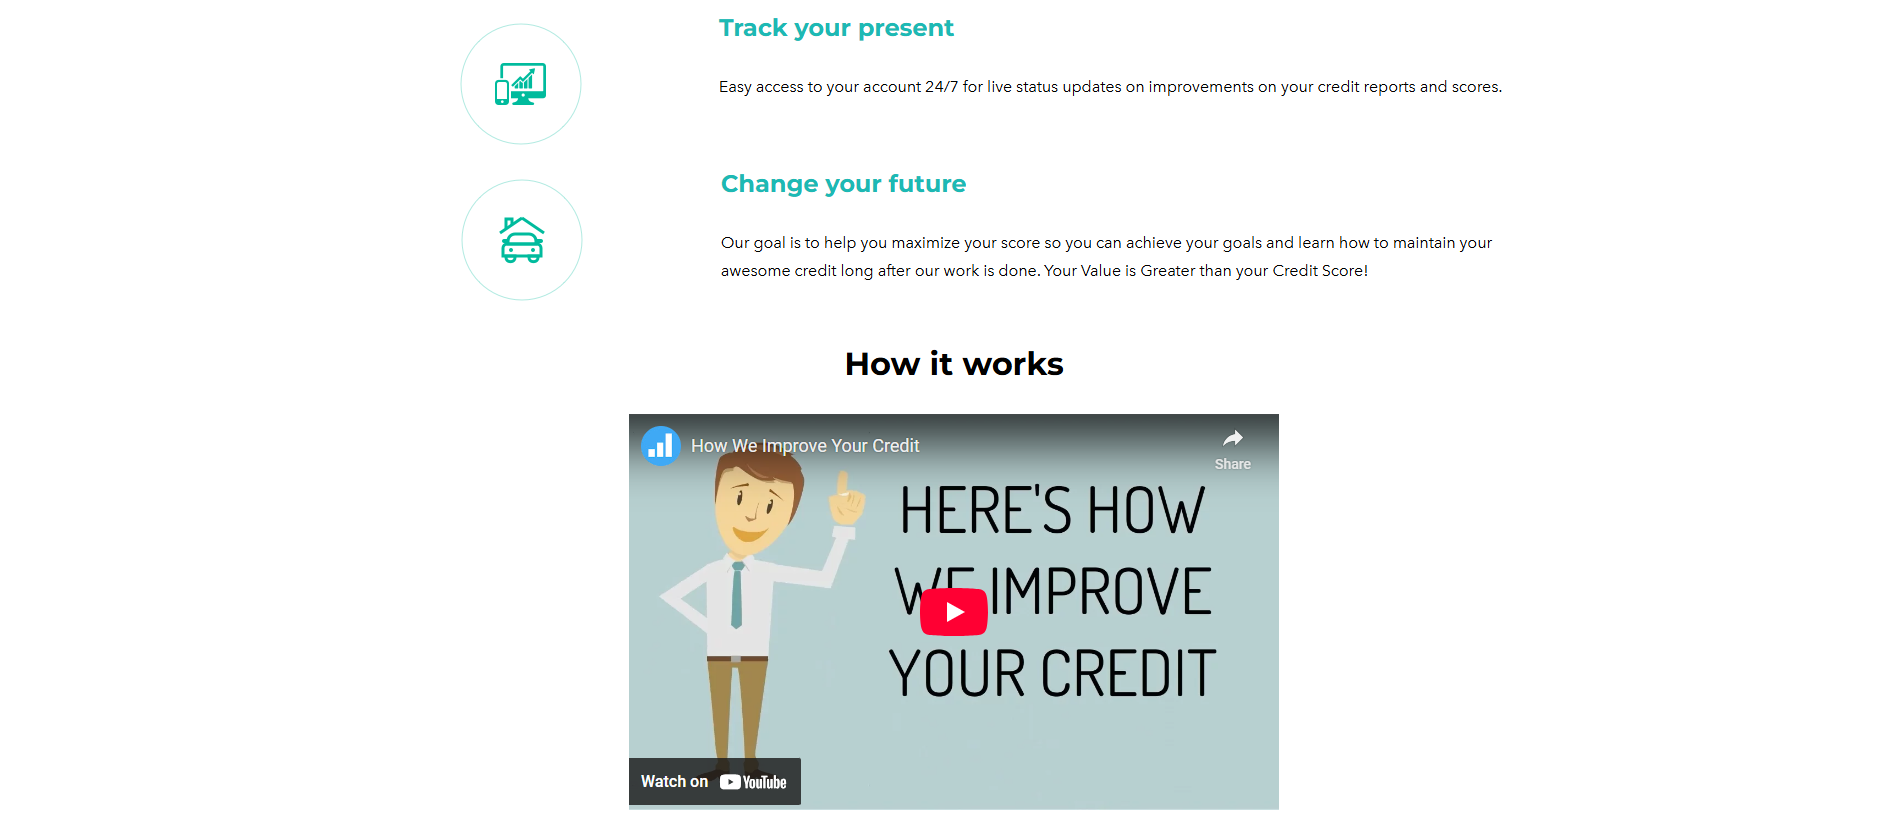 Track your present
Easy access to your account 24/7 for live status updates on improvements on your credit reports and scores.
Change your future
Our goal is to help you maximize your score so you can achieve your goals and learn how to maintain your
awesome credit long after our work is done. Your Value is Greater than your Credit Score!
How it works
How We Improve Your Credit
Share
HERE'S HOW
WE IMPROVE
YOUR CREDIT
Watch on YouTube